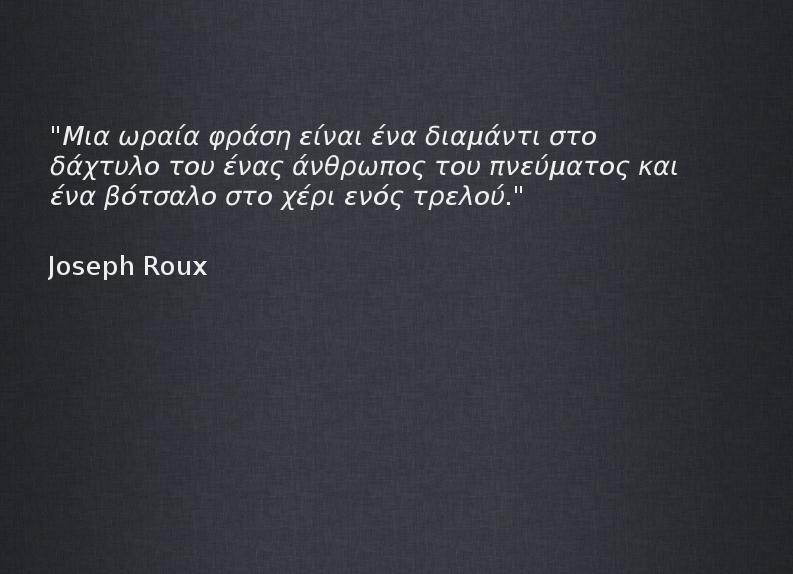 "Μια ωραία φράση είναι ένα διαμάντι στο
δάχτυλο του ένας άνθρωπος του πνεύματος και
ένα βότσαλο στο χέρι ενός τρελού."
Joseph Roux